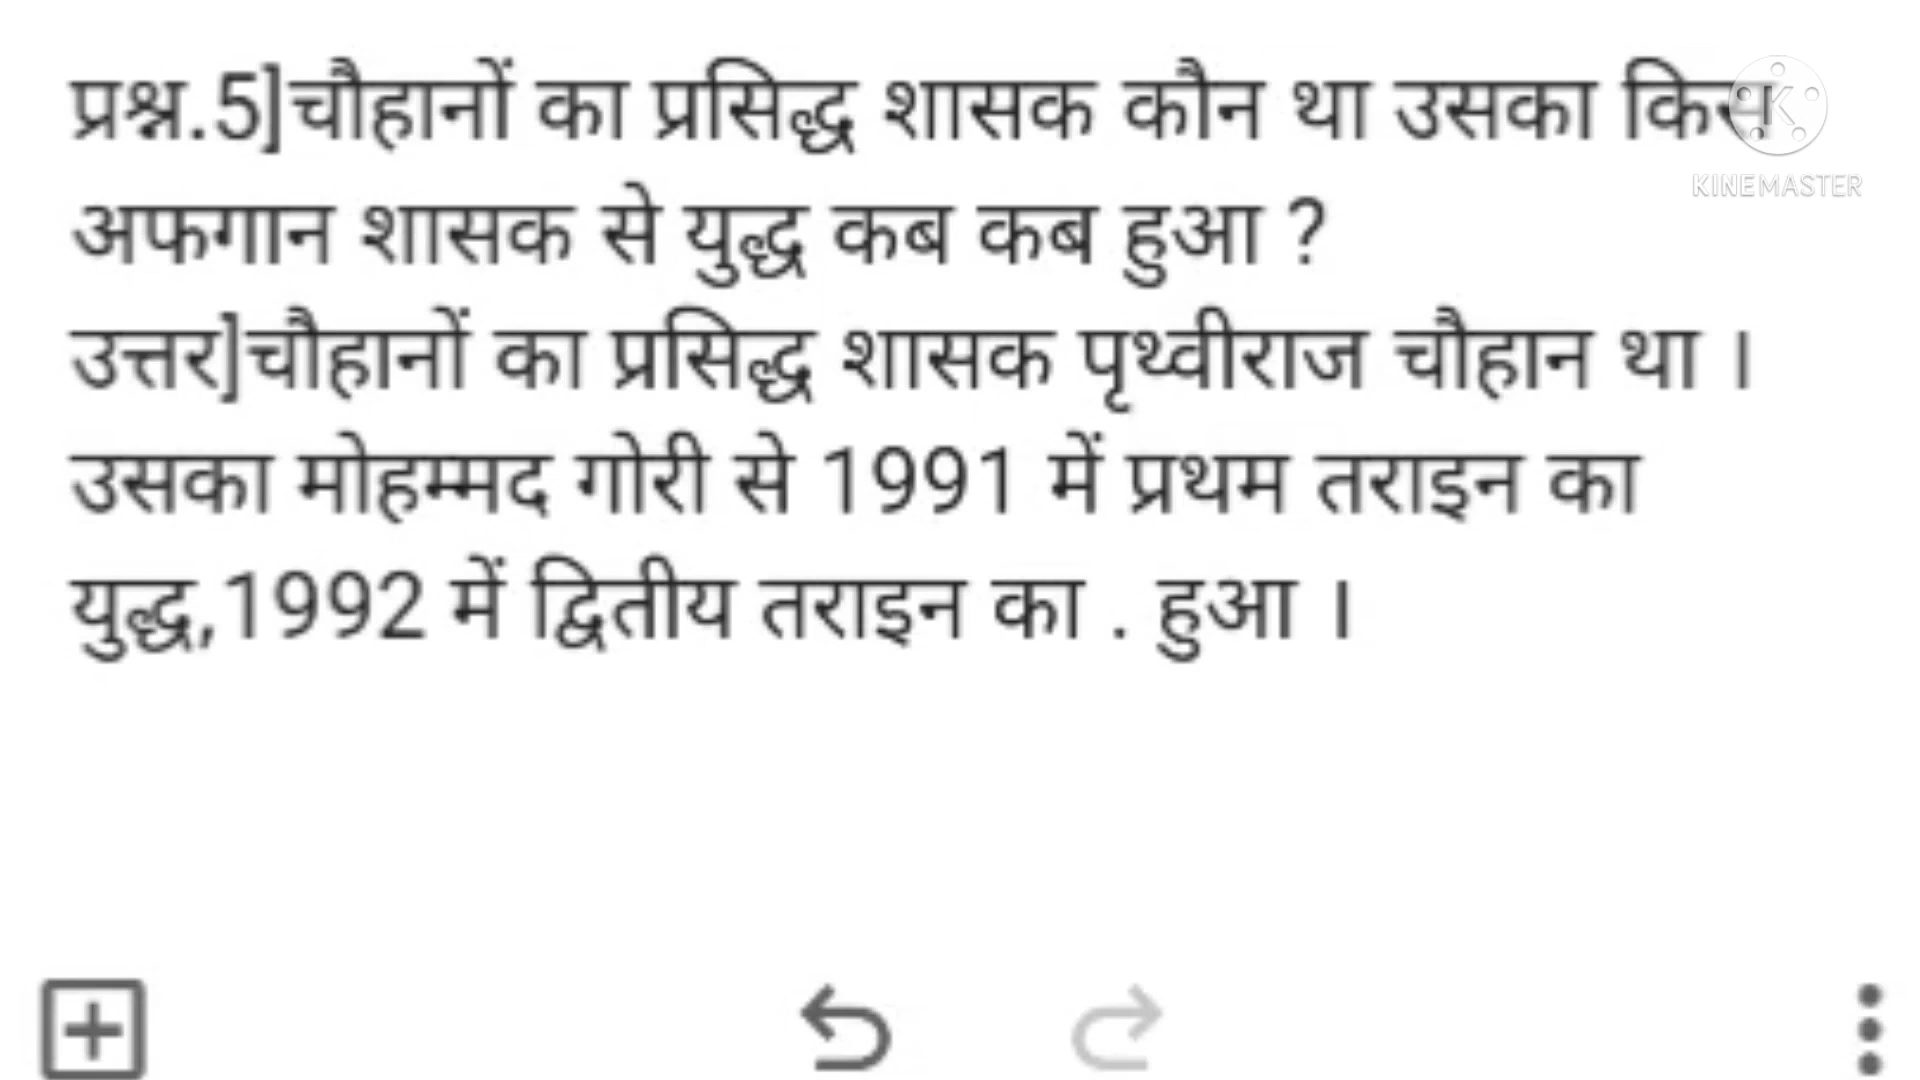 प्रश्न.5]चौहानों का प्रसिद्ध शासक कौन था उसका किस
अफगान शासक से युद्ध कब कब हुआ ?
उत्तर]चौहानों का प्रसिद्ध शासक पृथ्वीराज चौहान था ।
उसका मोहम्मद गोरी से 1991 में प्रथम तराइन का
युद्ध,1992 में द्वितीय तराइन का . हुआ ।
K
KINEMASTER